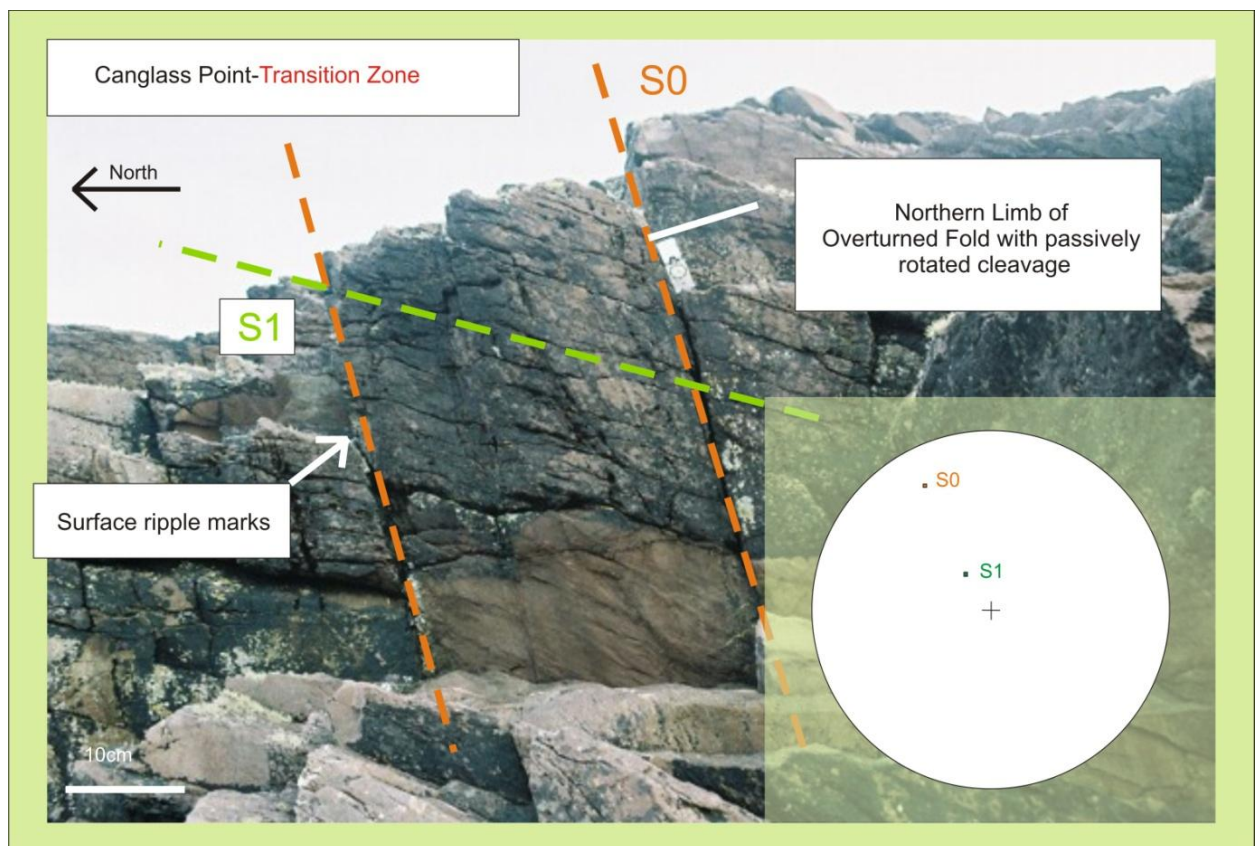 Canglass Point-Transition Zone
S0
North
Northern Limb of
Overturned Fold with passively
rotated cleavage
S1
Surface ripple marks
10cm
S0
S1